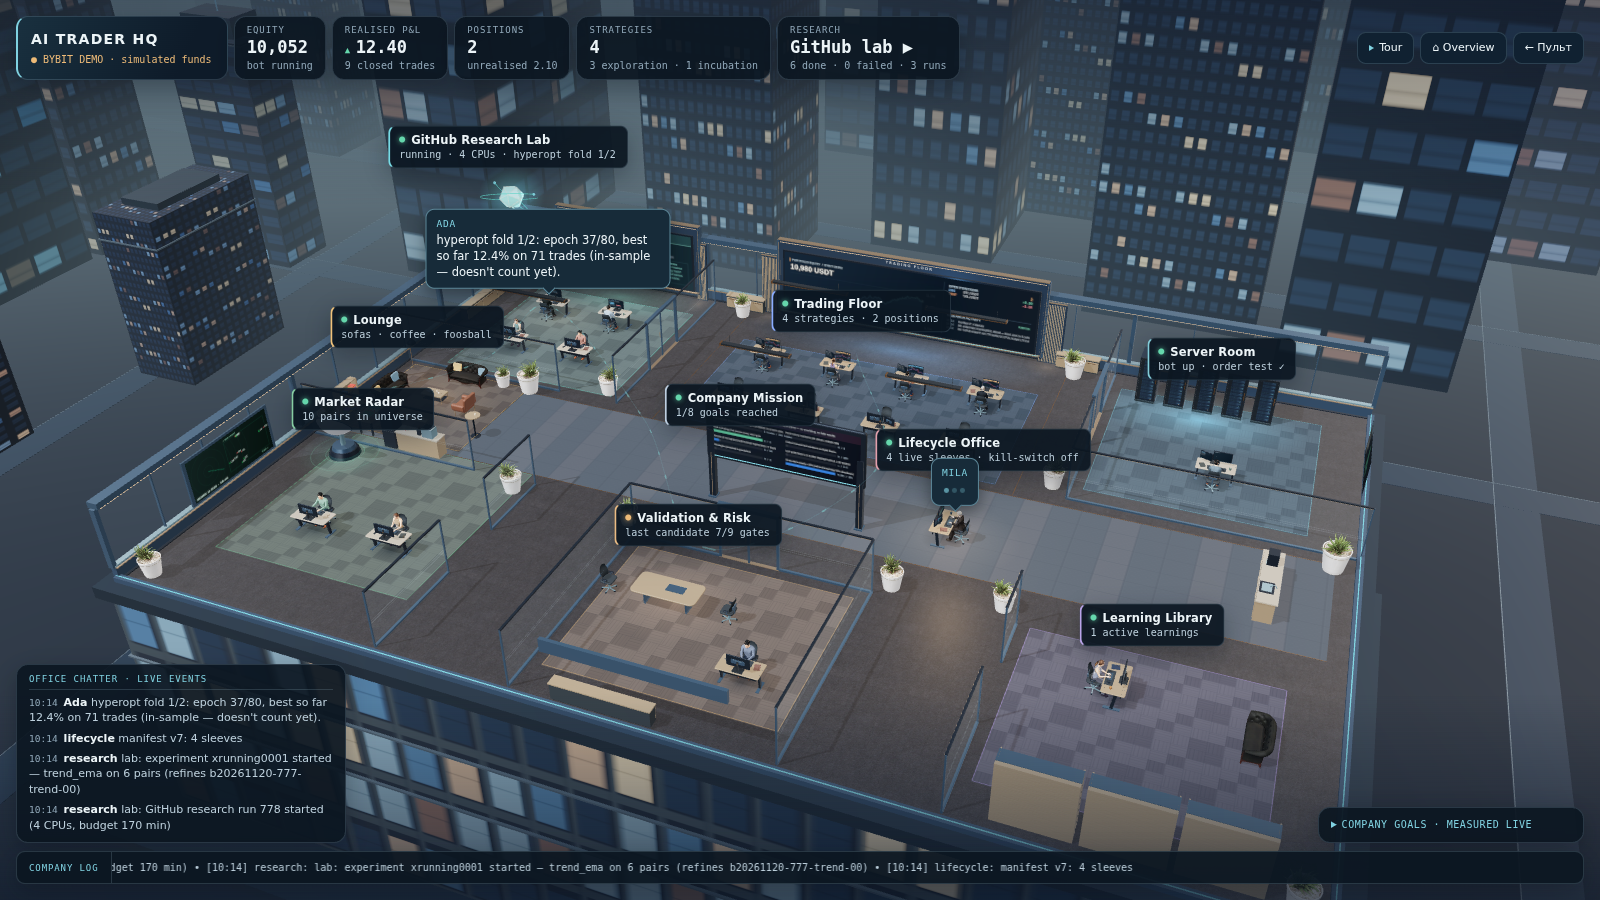 AI TRADER HQ
● BYBIT DEMO · simulated funds
EQUITY
10,052
bot running
REALISED P&L
▲ 12.40
9 closed trades
POSITIONS
2
unrealised 2.10
STRATEGIES
4
3 exploration · 1 incubation
RESEARCH
GitHub lab ▶
6 done · 0 failed · 3 runs
▶ Tour
⌂ Overview
← Пульт
GitHub Research Lab
running · 4 CPUs · hyperopt fold 1/2
ADA
hyperopt fold 1/2: epoch 37/80, best
so far 12.4% on 71 trades (in-sample
— doesn't count yet).
TRADING FLOOR
10,980 USDT
Lounge
sofas · coffee · foosball
Trading Floor
4 strategies · 2 positions
Server Room
bot up · order test ✓
Market Radar
10 pairs in universe
Company Mission
1/8 goals reached
Lifecycle Office
4 live sleeves · kill-switch off
MILA
Validation & Risk
last candidate 7/9 gates
Learning Library
1 active learnings
OFFICE CHATTER · LIVE EVENTS
10:14 Ada hyperopt fold 1/2: epoch 37/80, best so far
12.4% on 71 trades (in-sample — doesn't count yet).
10:14 lifecycle manifest v7: 4 sleeves
10:14 research lab: experiment xrunning0001 started
— trend_ema on 6 pairs (refines b20261120-777-
trend-00)
10:14 research lab: GitHub research run 778 started
(4 CPUs, budget 170 min)
▶ COMPANY GOALS · MEASURED LIVE
COMPANY LOG
dget 170 min) • [10:14] research: lab: experiment xrunning0001 started — trend_ema on 6 pairs (refines b20261120-777-trend-00) • [10:14] lifecycle: manifest v7: 4 sleeves